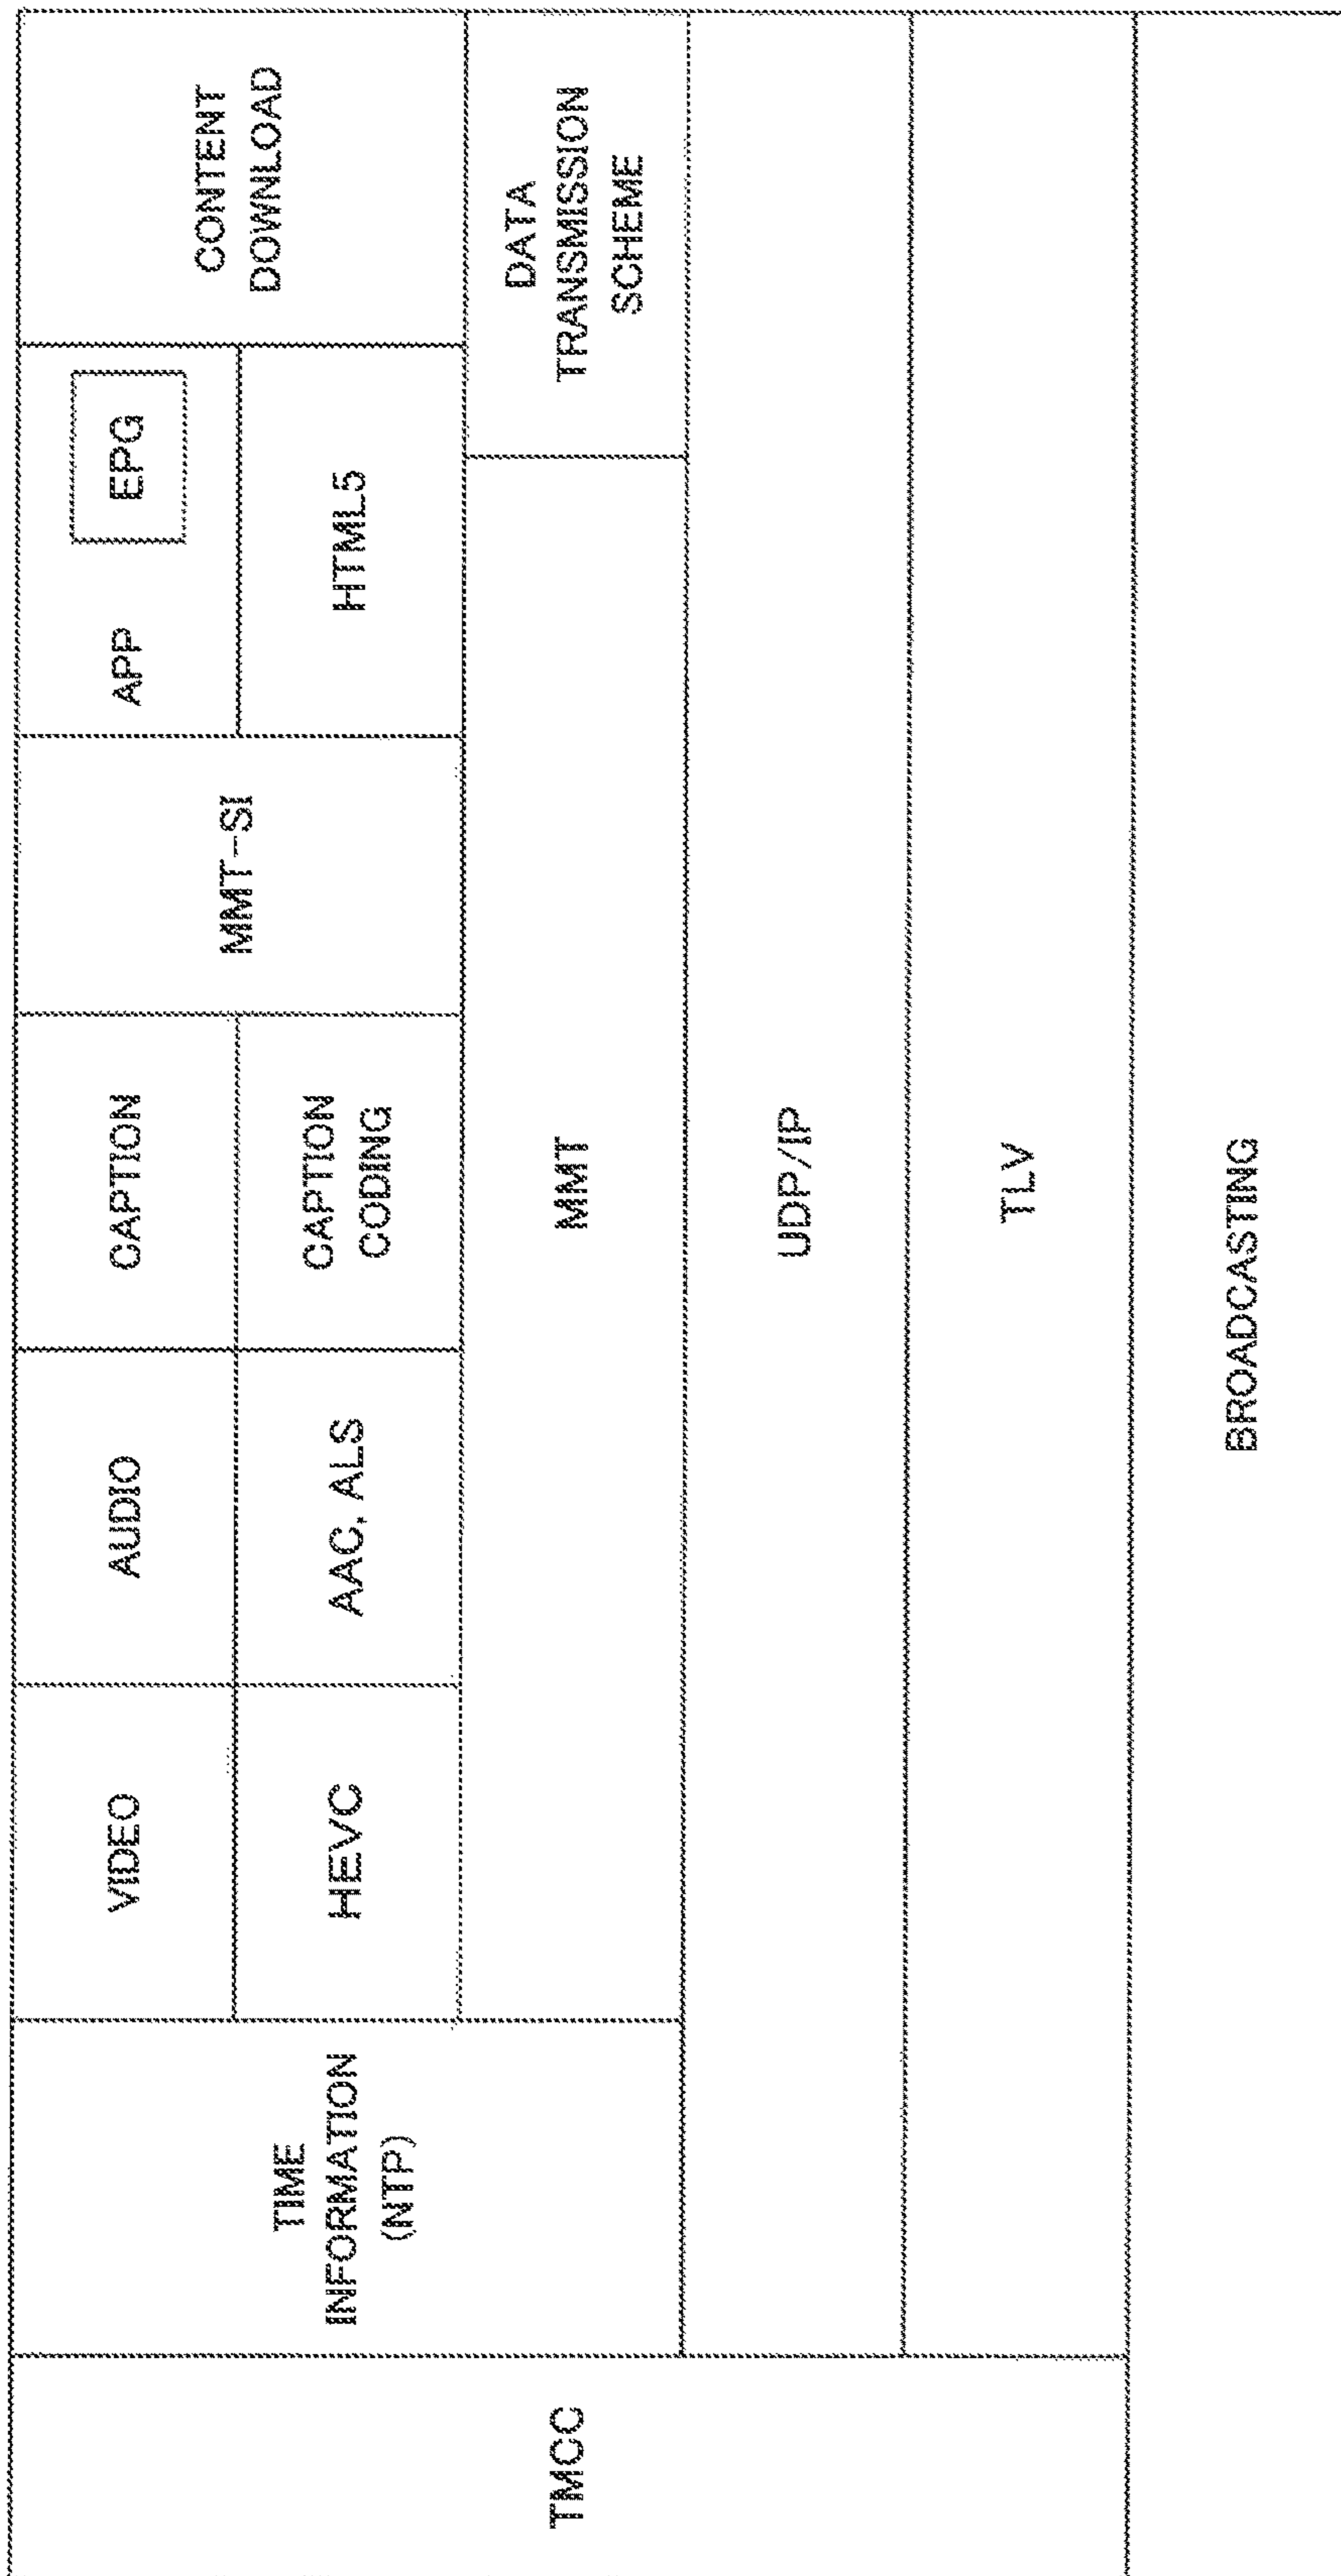 TMCC
TIME
INFORMATION
(NTP)
VIDEO
HEVC
AUDIO
AAC, ALS
CAPTION
CAPTION
CODING
MMT-SI
APP
EPG
HTML5
CONTENT
DOWNLOAD
MMT
DATA
TRANSMISSION
SCHEME
UDP/IP
TLV
BROADCASTING